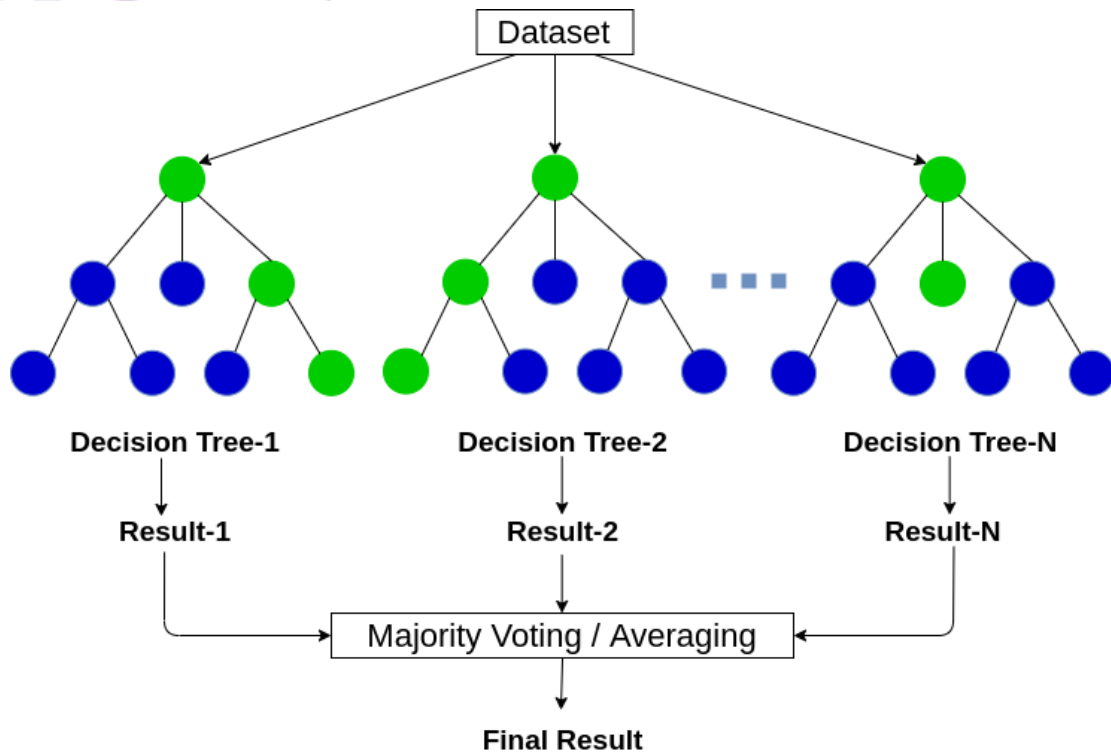 Dataset
Decision Tree-1
Decision Tree-2
Decision Tree-N
Result-1
Result-2
Result-N
Majority Voting / Averaging
Final Result